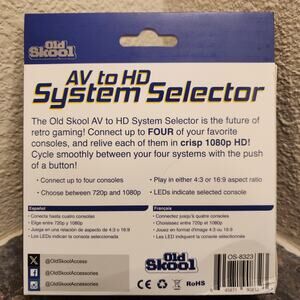 Old
Skool
AV to HD
System Selector
The Old Skool AV to HD System Selector is the future of
retro gaming! Connect up to FOUR of your favorite
consoles, and relive each of them in crisp 1080p HD!
Cycle smoothly between your four systems with the push
of a button!
• Connect up to four consoles
• Choose between 720p and 1080p
• Play in either 4:3 or 16:9 aspect ratio
• LEDs indicate selected console
Español
• Conecta hasta cuatro consolas
• Elige entre 720p y 1080p
• Juega en una relación de aspecto de 4:3 o 16:9
• Los LEDs indican la consola seleccionada
Français
• Connectez jusqu'à quatre consoles
• Choisissez entre 720p et 1080p
• Jouez en format d'image 4:3 ou 16:9
• Les LED indiquent la console sélectionnée
@OldSkoolAccess
@OldSkoolAccessories
@OldSkoolAccessories
Old
Skool
CE RoHS
OS-8323